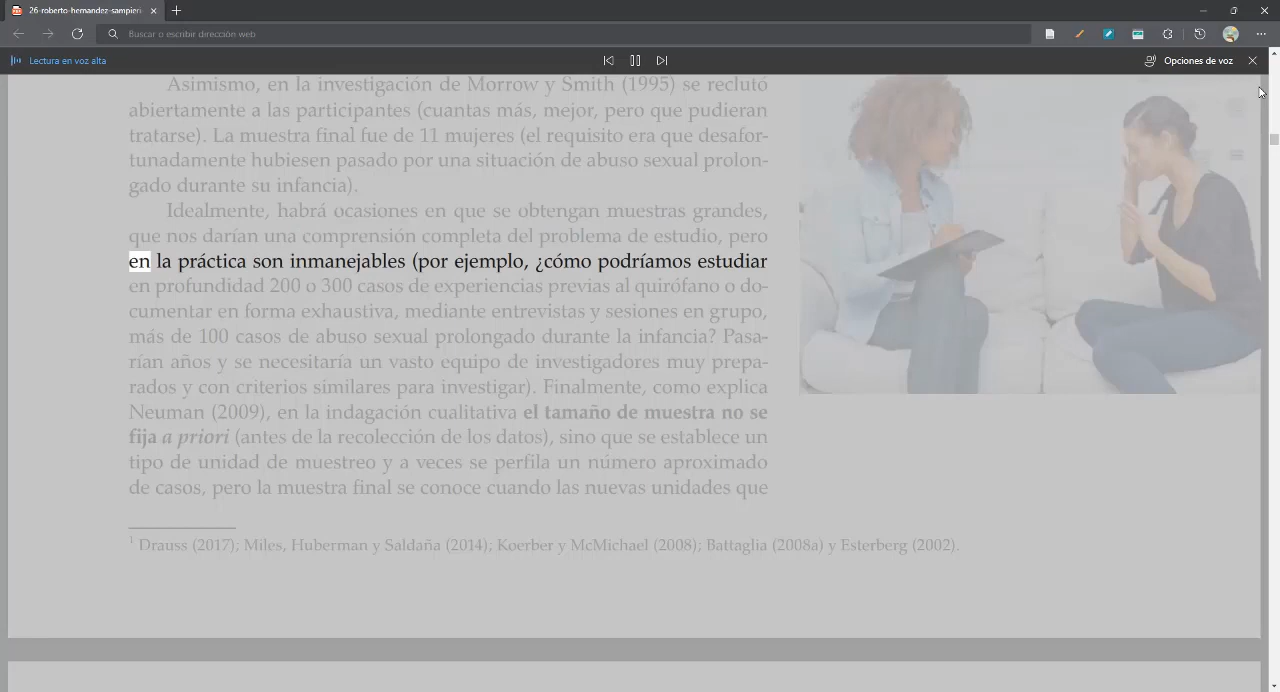 26-roberto-hernandez-sampieri-
Buscar o escribir dirección web
Lectura en voz alta
Opciones de voz
Asimismo, en la investigación de Morrow y Smith (1995) se reclutó
abiertamente a las participantes (cuantas más, mejor, pero que pudieran
tratarse). La muestra final fue de 11 mujeres (el requisito era que desafor-
tunadamente hubiesen pasado por una situación de abuso sexual prolon-
gado durante su infancia).
Idealmente, habrá ocasiones en que se obtengan muestras grandes,
que nos darían una comprensión completa del problema de estudio, pero
en la práctica son inmanejables (por ejemplo, ¿cómo podríamos estudiar
en profundidad 200 o 300 casos de experiencias previas al quirófano o do-
cumentar en forma exhaustiva, mediante entrevistas y sesiones en grupo,
más de 100 casos de abuso sexual prolongado durante la infancia? Pasa-
rían años y se necesitaría un vasto equipo de investigadores muy prepa-
rados y con criterios similares para investigar). Finalmente, como explica
Neuman (2009), en la indagación cualitativa el tamaño de muestra no se
fija a priori (antes de la recolección de los datos), sino que se establece un
tipo de unidad de muestreo y a veces se perfila un número aproximado
de casos, pero la muestra final se conoce cuando las nuevas unidades que
1 Drauss (2017); Miles, Huberman y Saldaña (2014); Koerber y McMichael (2008); Battaglia (2008a) y Esterberg (2002).